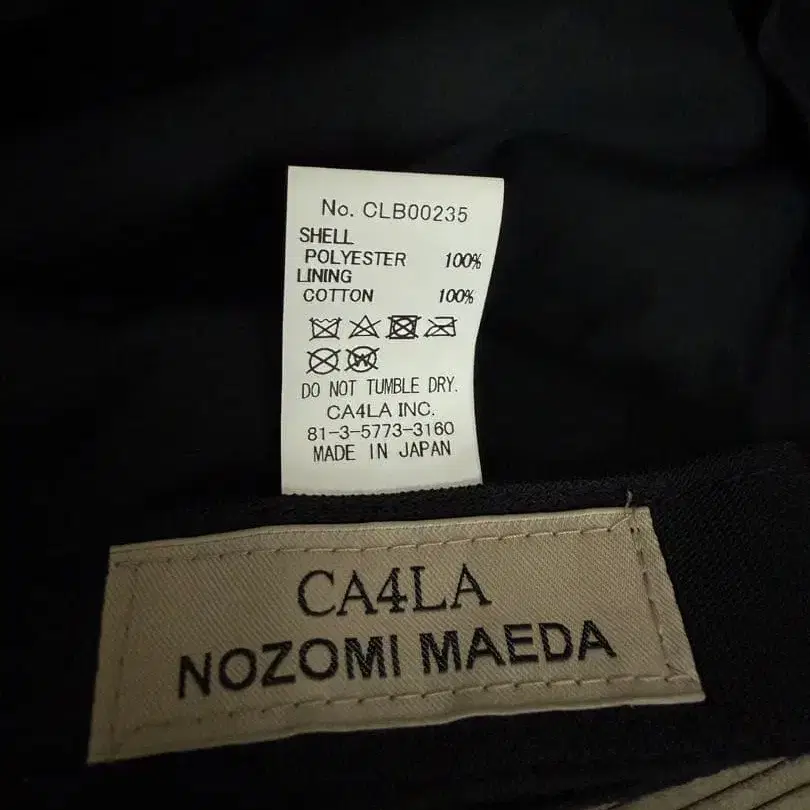 No. CLB00235
SHELL
POLYESTER 100%
LINING
COTTON 100%
W
DO NOT TUMBLE DRY.
CA4LA INC.
81-3-5773-3160
MADE IN JAPAN
CA4LA
NOZOMI MAEDA